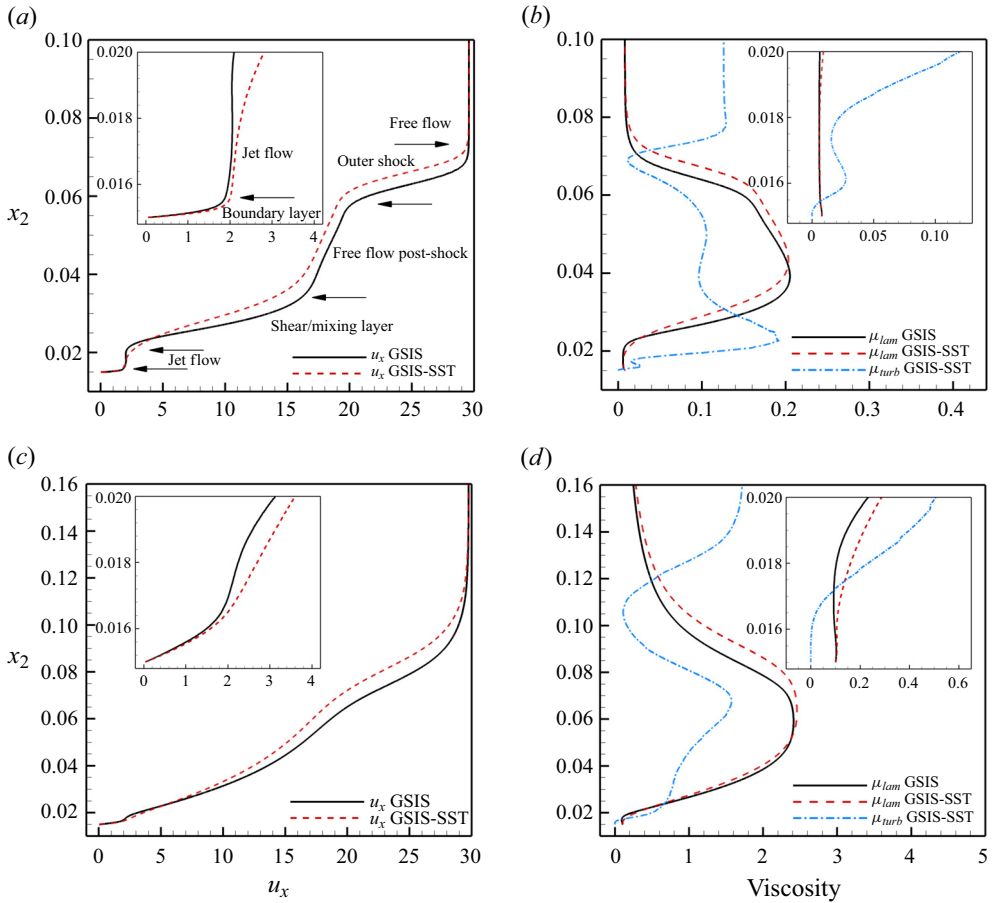 (a)
0.10
0.08
0.06
0.04
0.02
x2
0 5 10 15 20 25 30
0.020
0.018
0.016
0 1 2 3 4
Jet flow
Boundary layer
Free flow
Outer shock
Free flow post-shock
Shear/mixing layer
Jet flow
ux GSIS
ux GSIS-SST
(b)
0.10
0.08
0.06
0.04
0.02
0 0.1 0.2 0.3 0.4
0.020
0.018
0.016
0 0.05 0.10
μlam GSIS
μlam GSIS-SST
μturb GSIS-SST
(c)
0.16
0.14
0.12
0.10
0.08
0.06
0.04
0.02
x2
0 5 10 15 20 25 30
ux
0.020
0.018
0.016
0 1 2 3 4
ux GSIS
ux GSIS-SST
(d)
0.16
0.14
0.12
0.10
0.08
0.06
0.04
0.02
0 1 2 3 4 5
Viscosity
0.020
0.018
0.016
0 0.2 0.4 0.6
μlam GSIS
μlam GSIS-SST
μturb GSIS-SST